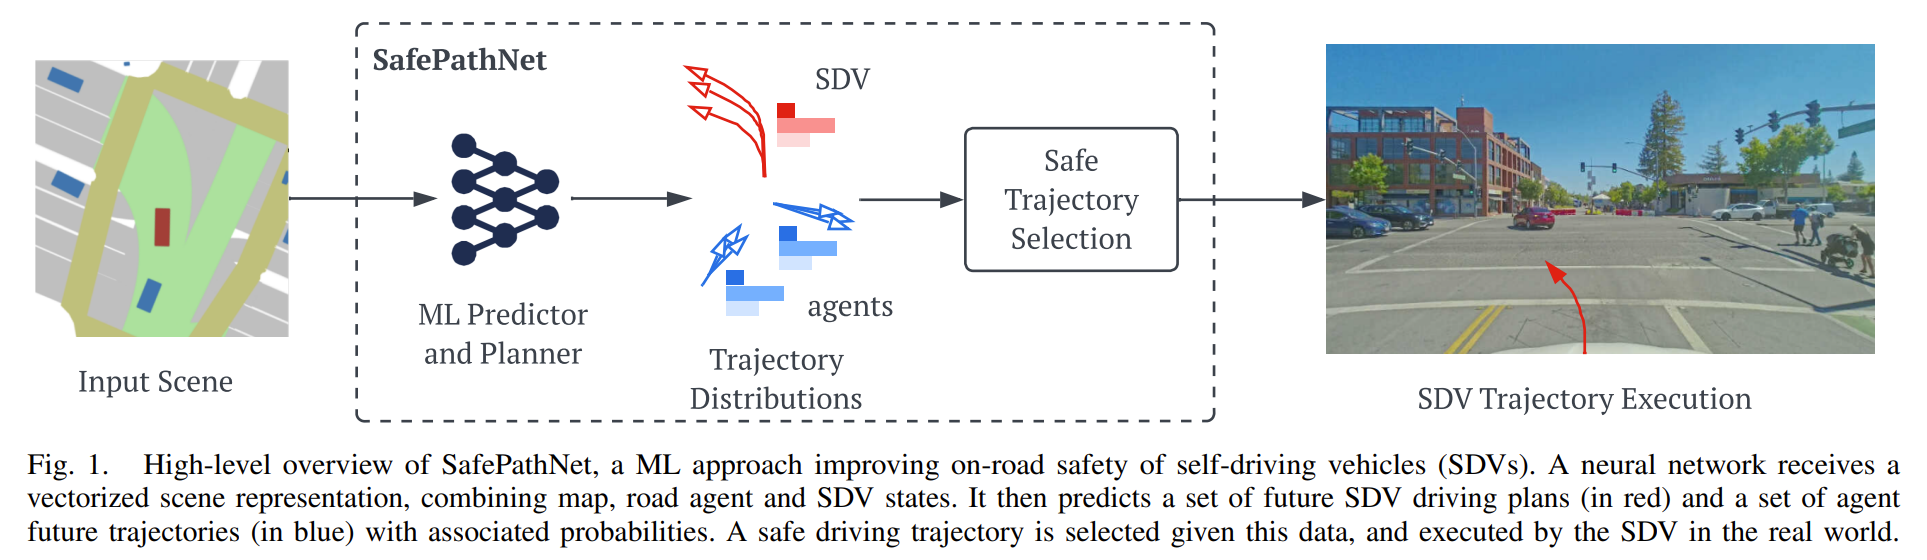 SafePathNet
SDV
Safe
Trajectory
Selection
ML Predictor
and Planner
agents
Trajectory
Distributions
Input Scene
SDV Trajectory Execution
Fig. 1. High-level overview of SafePathNet, a ML approach improving on-road safety of self-driving vehicles (SDVs). A neural network receives a
vectorized scene representation, combining map, road agent and SDV states. It then predicts a set of future SDV driving plans (in red) and a set of agent
future trajectories (in blue) with associated probabilities. A safe driving trajectory is selected given this data, and executed by the SDV in the real world.